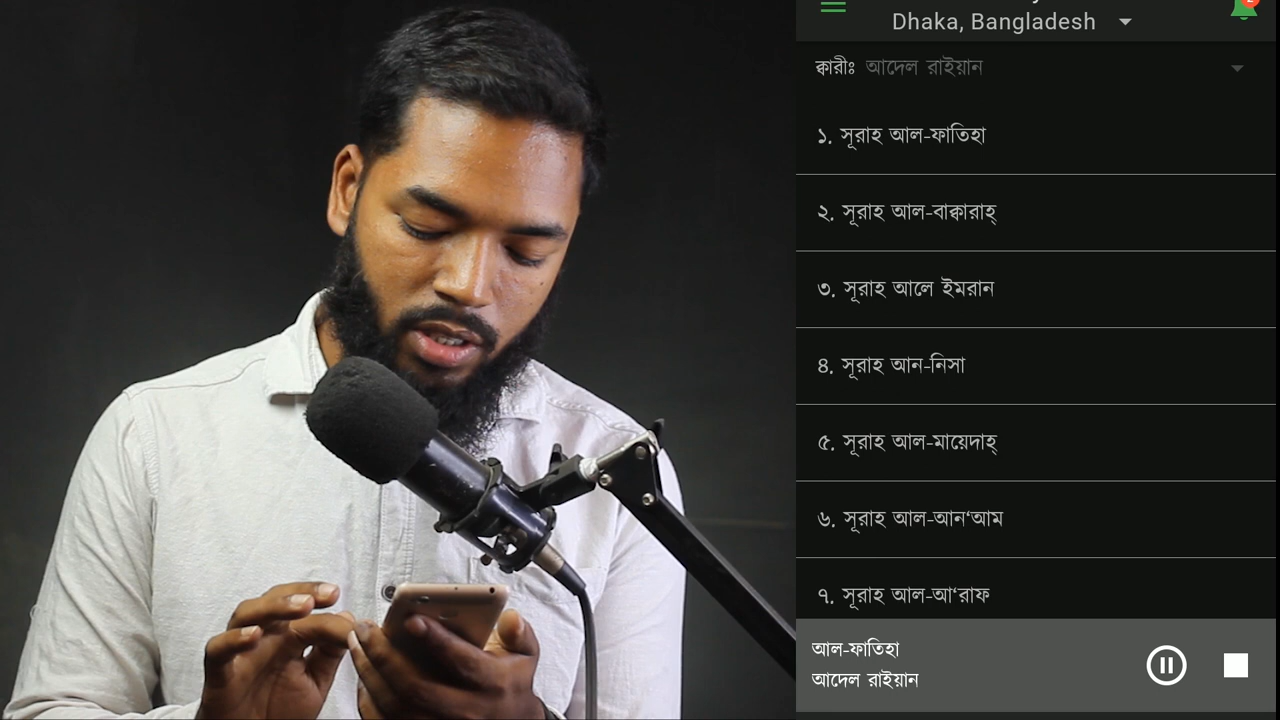 Dhaka, Bangladesh
ক্বারীঃ আদেল রাইয়ান
১. সূরাহ আল-ফাতিহা
২. সূরাহ আল-বাক্বারাহ্
৩. সূরাহ আলে ইমরান
৪. সূরাহ আন-নিসা
৫. সূরাহ আল-মায়েদাহ্
৬. সূরাহ আল-আন‘আম
৭. সূরাহ আল-আ‘রাফ
আল-ফাতিহা
আদেল রাইয়ান